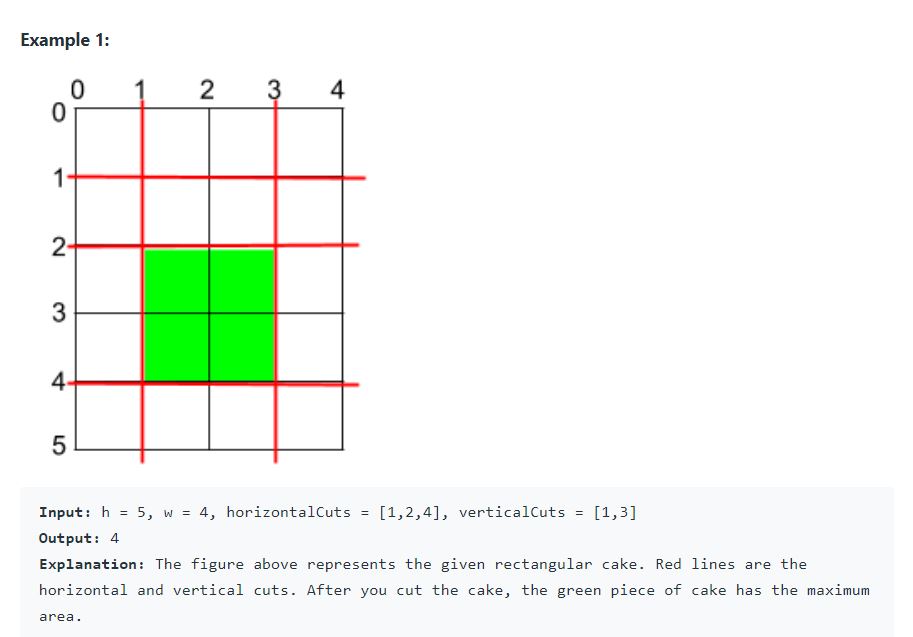 Example 1:
0 1 2 3 4
0
1
2
3
4
5
Input: h = 5, w = 4, horizontalCuts = [1,2,4], verticalCuts = [1,3]
Output: 4
Explanation: The figure above represents the given rectangular cake. Red lines are the
horizontal and vertical cuts. After you cut the cake, the green piece of cake has the maximum
area.